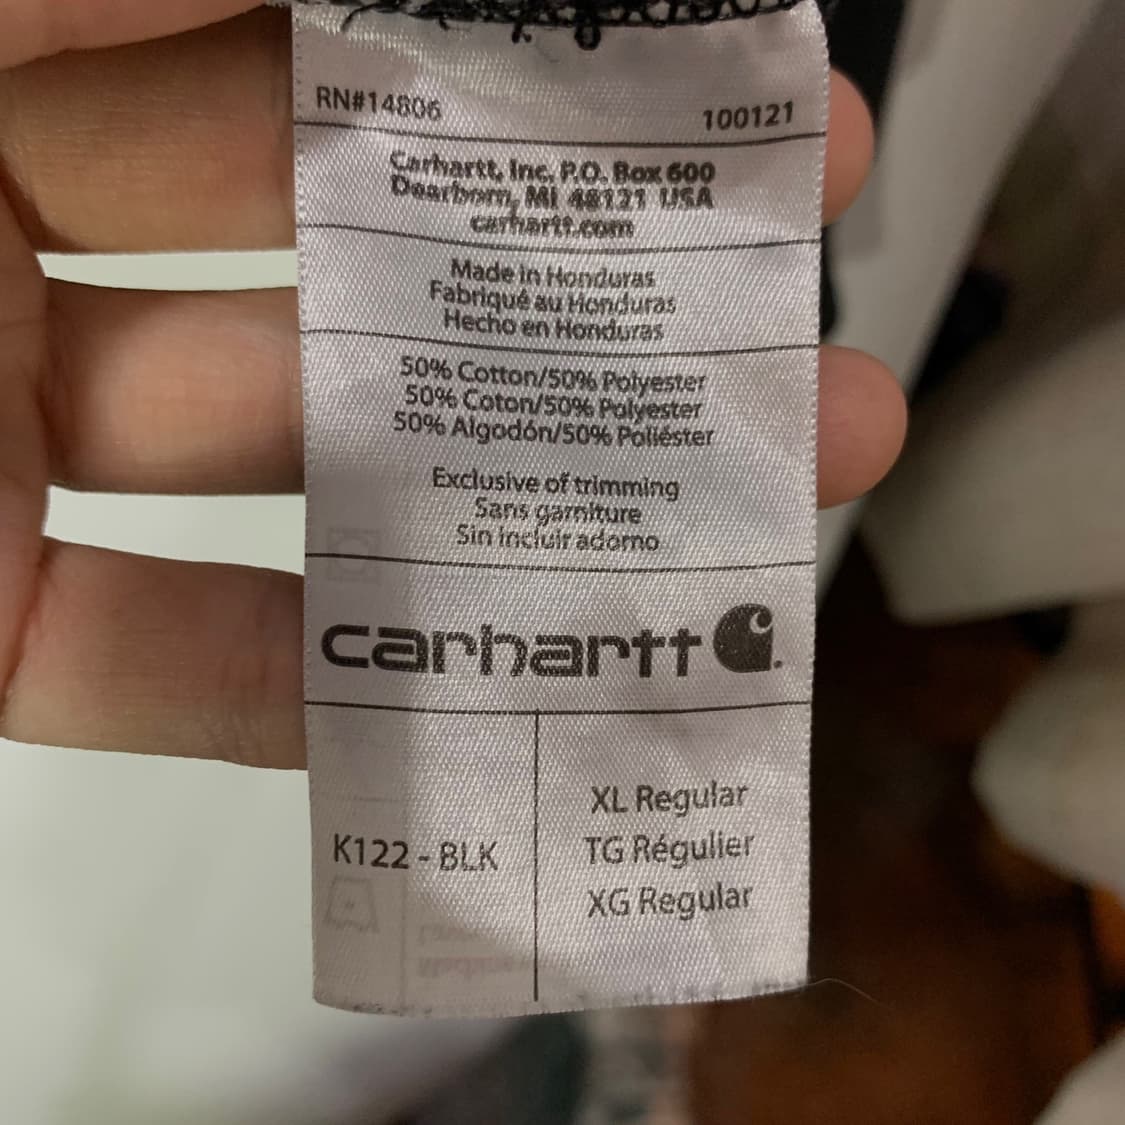 RN#14806
100121
Carhartt, Inc. P.O. Box 600
Dearborn, MI 48121 USA
carhartt.com
Made in Honduras
Fabriqué au Honduras
Hecho en Honduras
50% Cotton/50% Polyester
50% Coton/50% Polyester
50% Algodón/50% Poliéster
Exclusive of trimming
Sans garniture
Sin incluir adorno
carhartt
K122 - BLK
XL Regular
TG Régulier
XG Regular